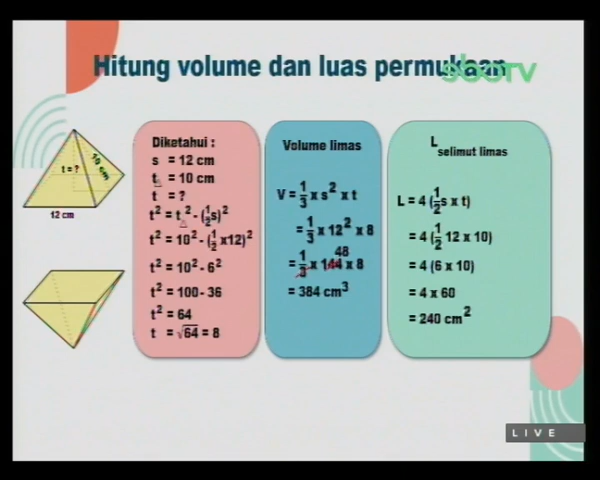 Hitung volume dan luas permukaan
sbotv
t = ?
10 cm
12 cm
Diketahui :
s = 12 cm
t△ = 10 cm
t = ?
t² = t△² - (½s)²
t² = 10² - (½ x12)²
t² = 10² - 6²
t² = 100 - 36
t² = 64
t = √64 = 8
Volume limas
V = ⅓ x s² x t
= ⅓ x 12² x 8
48
= ⅓ x 144 x 8
= 384 cm³
L selimut limas
L = 4 (½s x t)
= 4 (½ 12 x 10)
= 4 (6 x 10)
= 4 x 60
= 240 cm²
LIVE